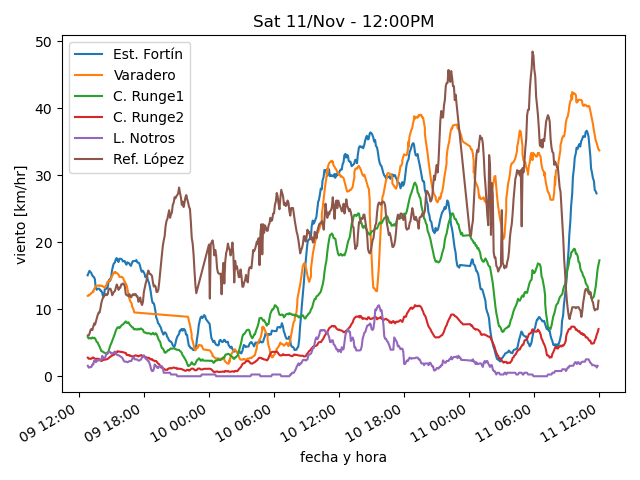 Sat 11/Nov - 12:00PM
50
40
30
20
10
0
viento [km/hr]
Est. Fortín
Varadero
C. Runge1
C. Runge2
L. Notros
Ref. López
09 12:00
09 18:00
10 00:00
10 06:00
10 12:00
10 18:00
11 00:00
11 06:00
11 12:00
fecha y hora